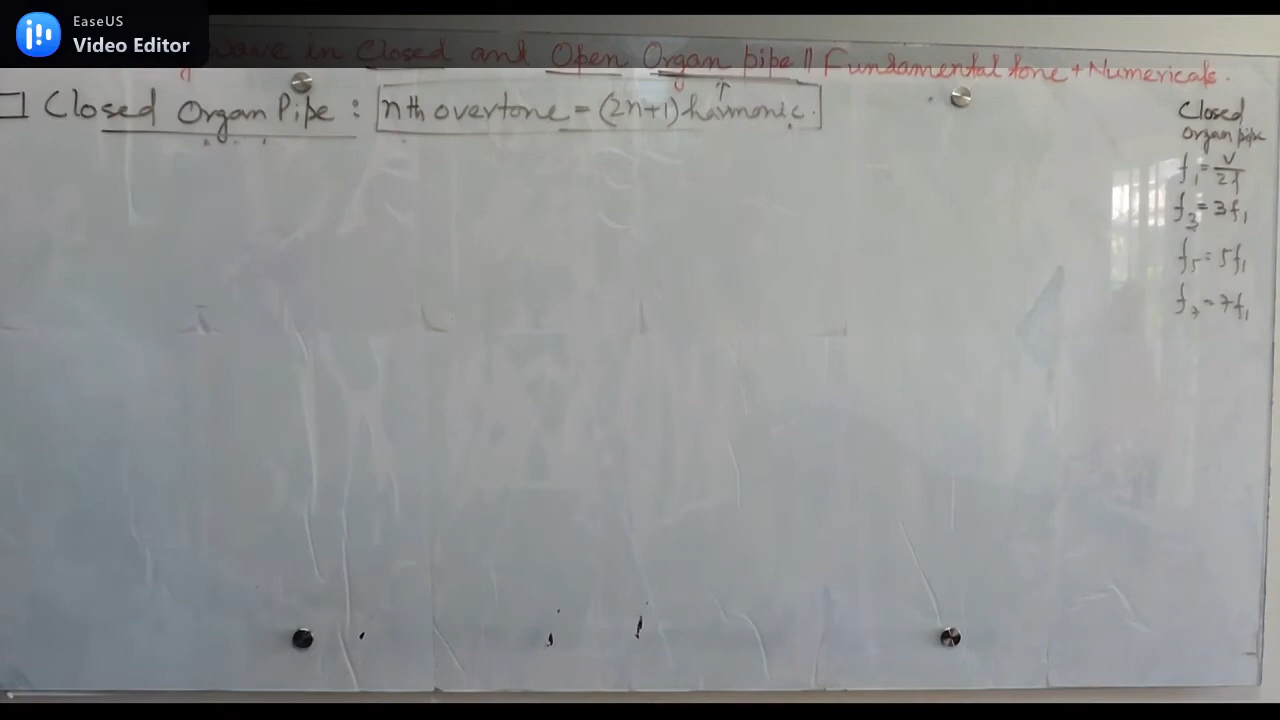 EaseUS
Video Editor
wave in Closed and Open Organ pipe || Fundamental tone + Numericals.
Closed Organ Pipe : nth overtone = (2n+1) harmonic.
Closed
organ pipe
f₁ = v/2l
f₃ = 3f₁
f₅ = 5f₁
f₇ = 7f₁